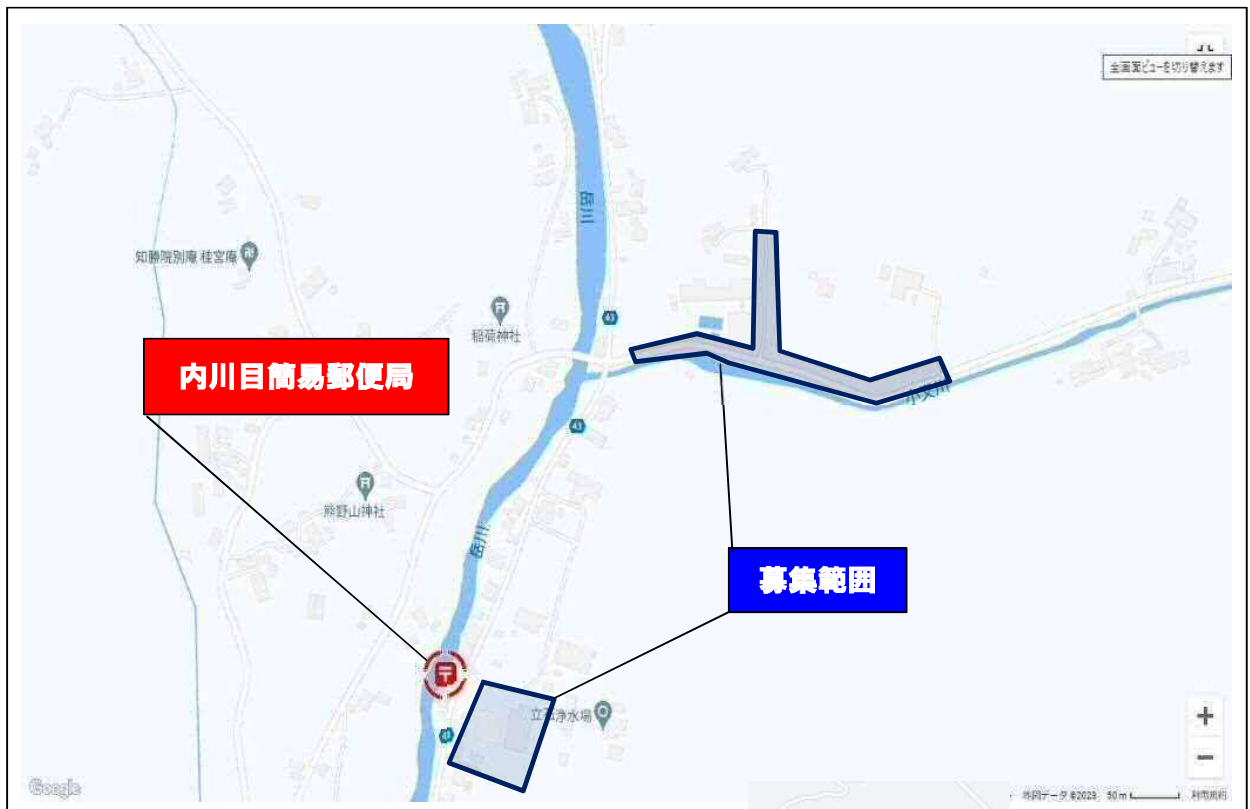 全画面ビューを切り替えます
岳川
知勝院別庵 桂宮庵
43
稲荷神社
内川目簡易郵便局
小又川
43
熊野山神社
岳川
募集範囲
〒
立石浄水場
43
+
−
Google
地図データ ©2023
50 m
利用規約